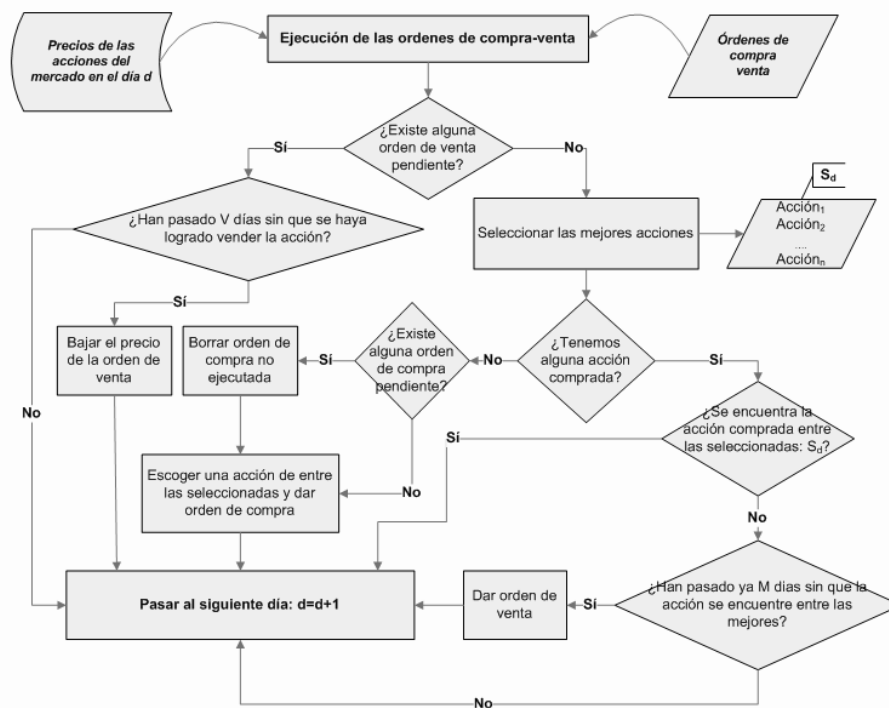 Precios de las
acciones del
mercado en el día d
Ejecución de las ordenes de compra-venta
Órdenes de
compra
venta
¿Existe alguna
orden de venta
pendiente?
Sí
No
¿Han pasado V días sin que se haya
logrado vender la acción?
Seleccionar las mejores acciones
Sd
Acción1
Acción2
....
Acciónn
Sí
Bajar el precio
de la orden de
venta
Borrar orden de
compra no
ejecutada
Sí
¿Existe
alguna orden
de compra
pendiente?
No
¿Tenemos
alguna acción
comprada?
Sí
No
¿Se encuentra la
acción comprada entre
las seleccionadas: Sd?
Sí
Escoger una acción de entre
las seleccionadas y dar
orden de compra
No
No
Pasar al siguiente día: d=d+1
Dar orden de
venta
Sí
¿Han pasado ya M dias sin que la
acción se encuentre entre las
mejores?
No